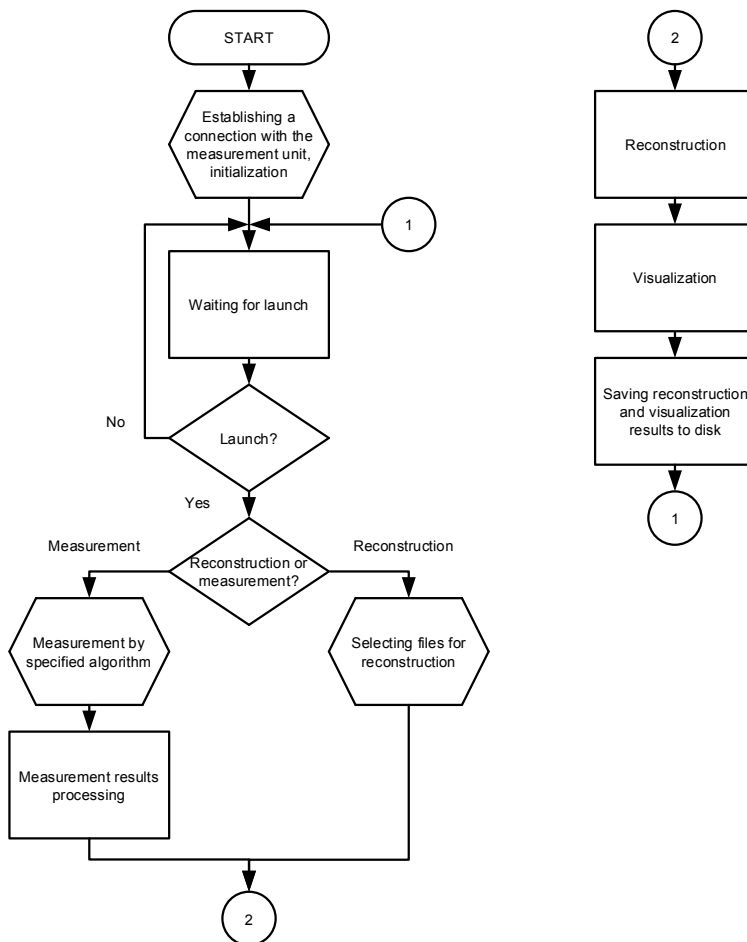 START
Establishing a
connection with the
measurement unit,
initialization
1
Waiting for launch
No
Launch?
Yes
Measurement
Reconstruction
Reconstruction or
measurement?
Measurement by
specified algorithm
Selecting files for
reconstruction
Measurement results
processing
2
2
Reconstruction
Visualization
Saving reconstruction
and visualization
results to disk
1